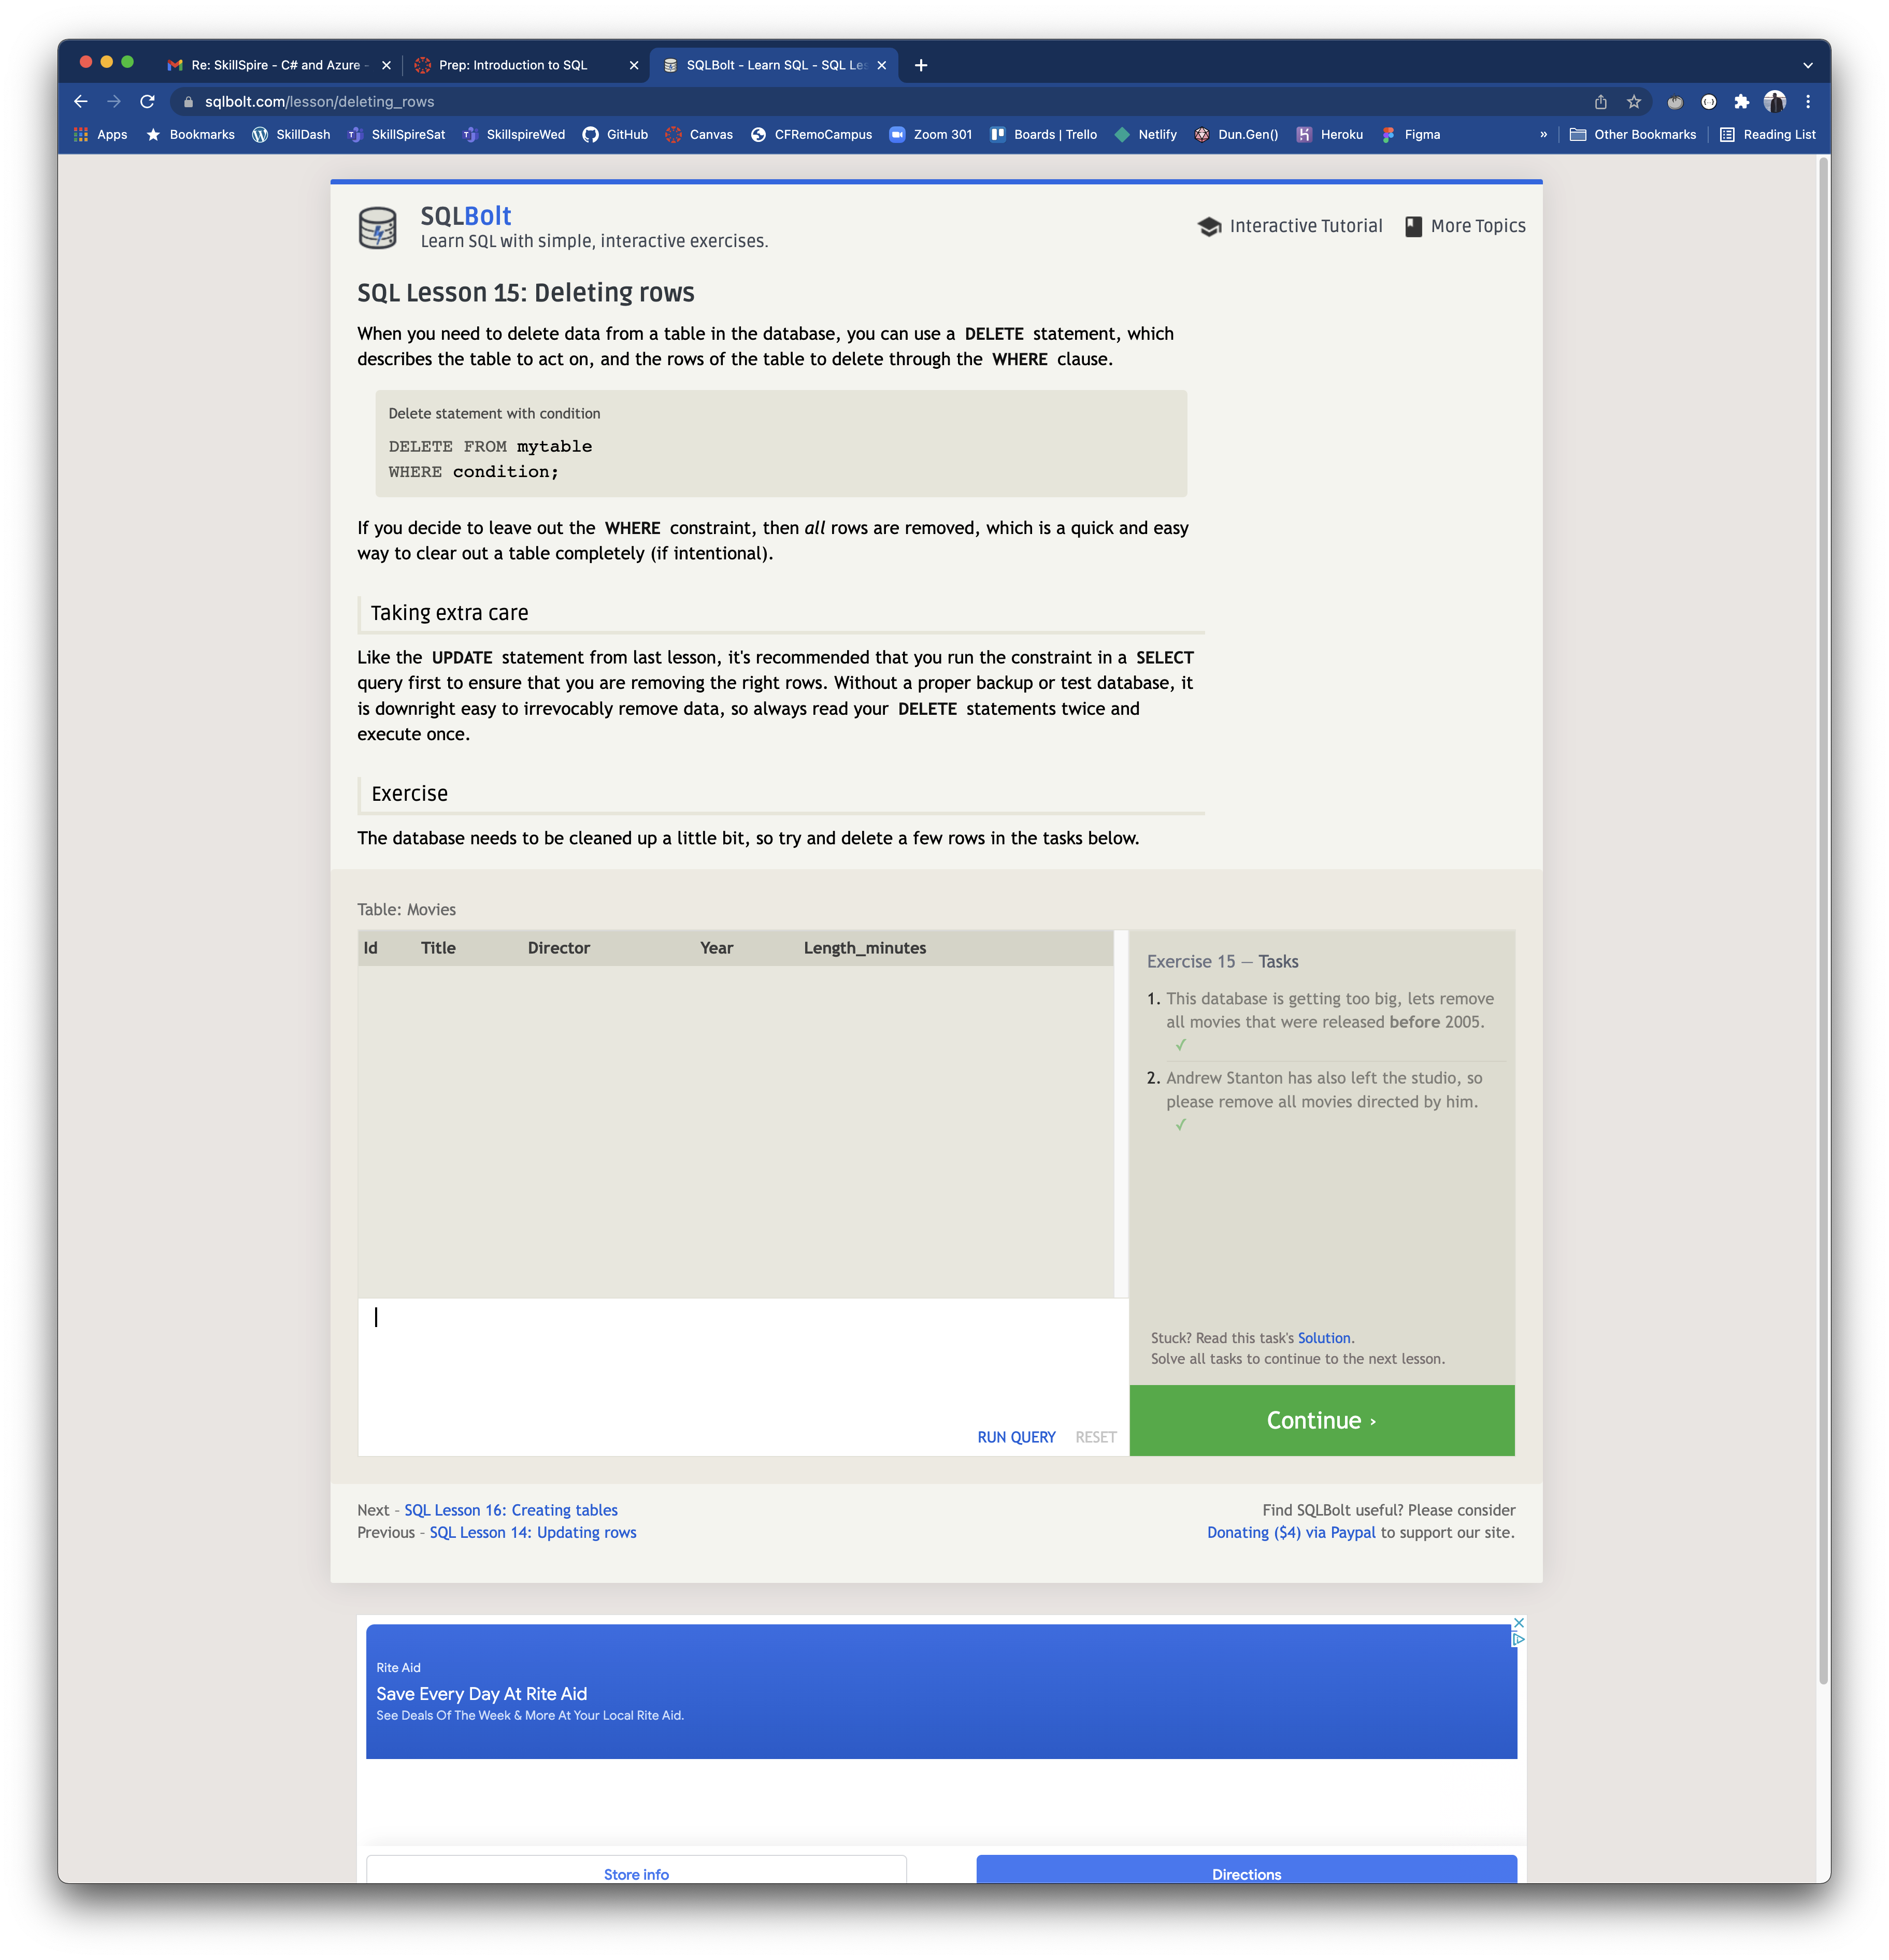 Re: SkillSpire - C# and Azure -
Prep: Introduction to SQL
SQLBolt - Learn SQL - SQL Les
sqlbolt.com/lesson/deleting_rows
Apps
Bookmarks
SkillDash
SkillSpireSat
SkillspireWed
GitHub
Canvas
CFRemoCampus
Zoom 301
Boards | Trello
Netlify
Dun.Gen()
Heroku
Figma
»
Other Bookmarks
Reading List
SQLBolt
Learn SQL with simple, interactive exercises.
Interactive Tutorial
More Topics
SQL Lesson 15: Deleting rows
When you need to delete data from a table in the database, you can use a DELETE statement, which
describes the table to act on, and the rows of the table to delete through the WHERE clause.
Delete statement with condition
DELETE FROM mytable
WHERE condition;
If you decide to leave out the WHERE constraint, then all rows are removed, which is a quick and easy
way to clear out a table completely (if intentional).
Taking extra care
Like the UPDATE statement from last lesson, it's recommended that you run the constraint in a SELECT
query first to ensure that you are removing the right rows. Without a proper backup or test database, it
is downright easy to irrevocably remove data, so always read your DELETE statements twice and
execute once.
Exercise
The database needs to be cleaned up a little bit, so try and delete a few rows in the tasks below.
Table: Movies
Id Title Director Year Length_minutes
Exercise 15 — Tasks
1. This database is getting too big, lets remove
all movies that were released before 2005.
✓
2. Andrew Stanton has also left the studio, so
please remove all movies directed by him.
✓
Stuck? Read this task's Solution.
Solve all tasks to continue to the next lesson.
RUN QUERY RESET
Continue ›
Next – SQL Lesson 16: Creating tables
Previous – SQL Lesson 14: Updating rows
Find SQLBolt useful? Please consider
Donating ($4) via Paypal to support our site.
Rite Aid
Save Every Day At Rite Aid
See Deals Of The Week & More At Your Local Rite Aid.
Store info
Directions